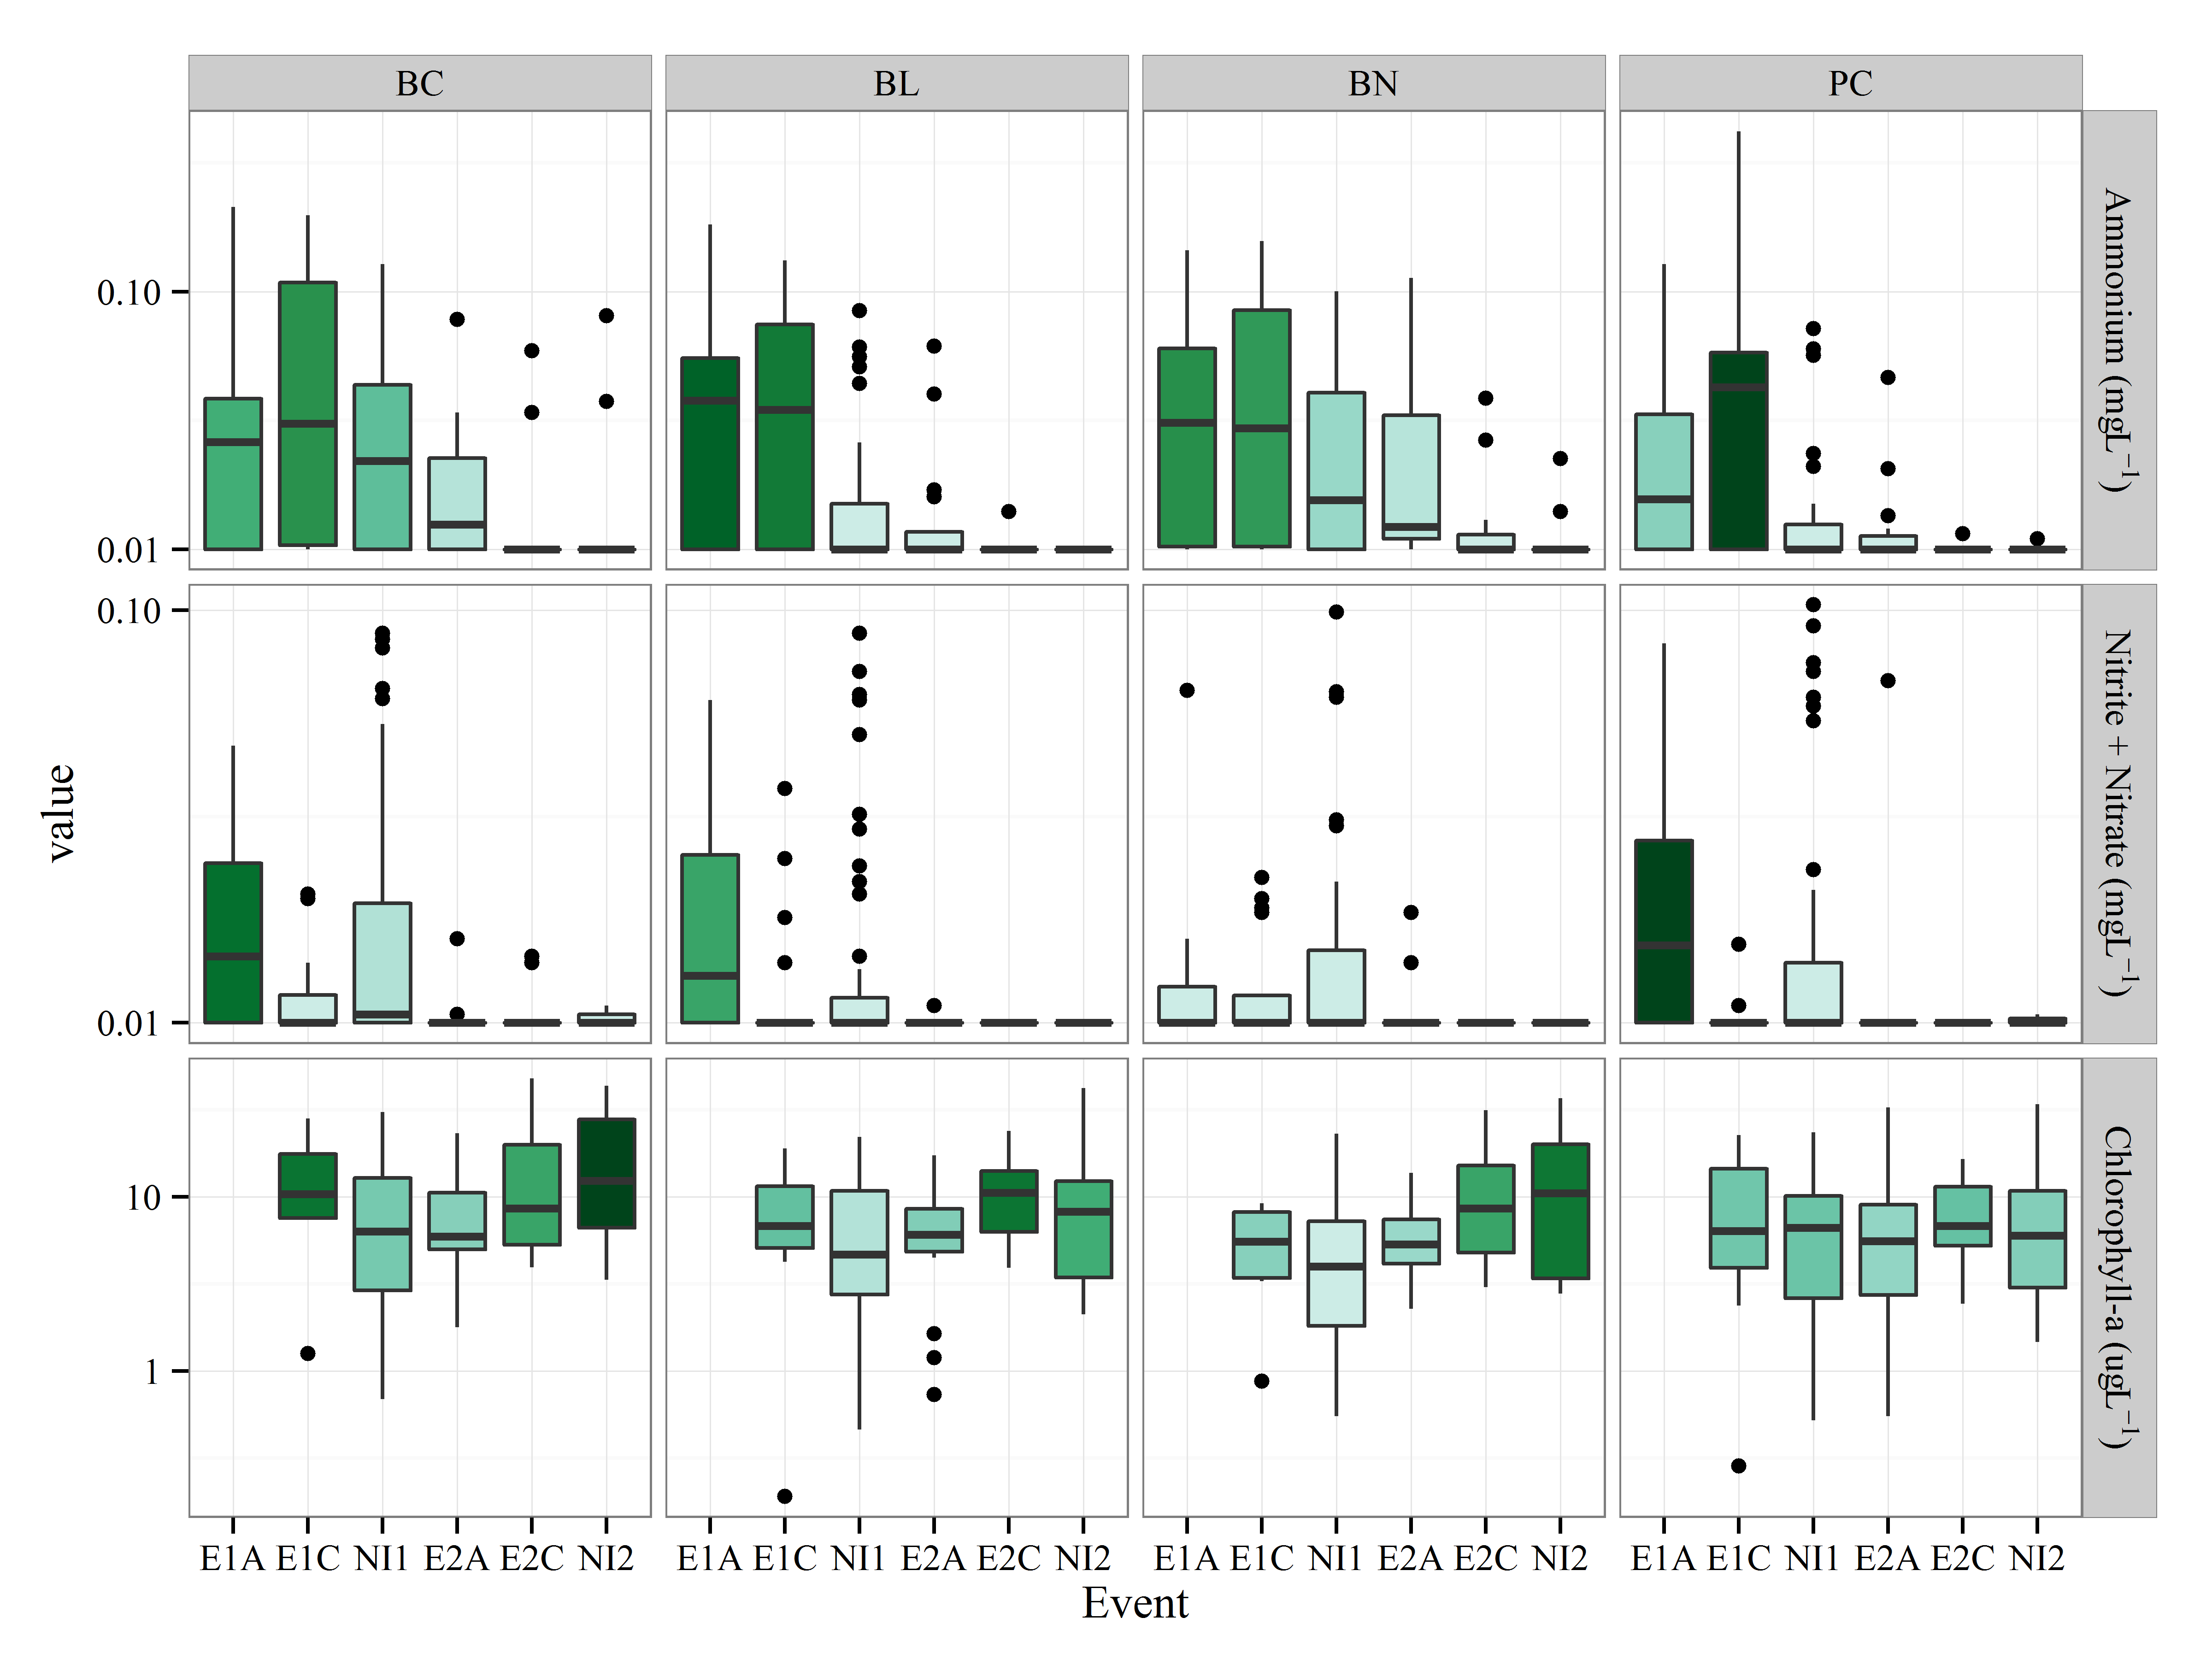 BC BL BN PC
0.10
0.01
Ammonium (mgL⁻¹)
0.10
0.01
Nitrite + Nitrate (mgL⁻¹)
10
1
Chlorophyll-a (ugL⁻¹)
value
E1A E1C NI1 E2A E2C NI2 E1A E1C NI1 E2A E2C NI2 E1A E1C NI1 E2A E2C NI2 E1A E1C NI1 E2A E2C NI2
Event